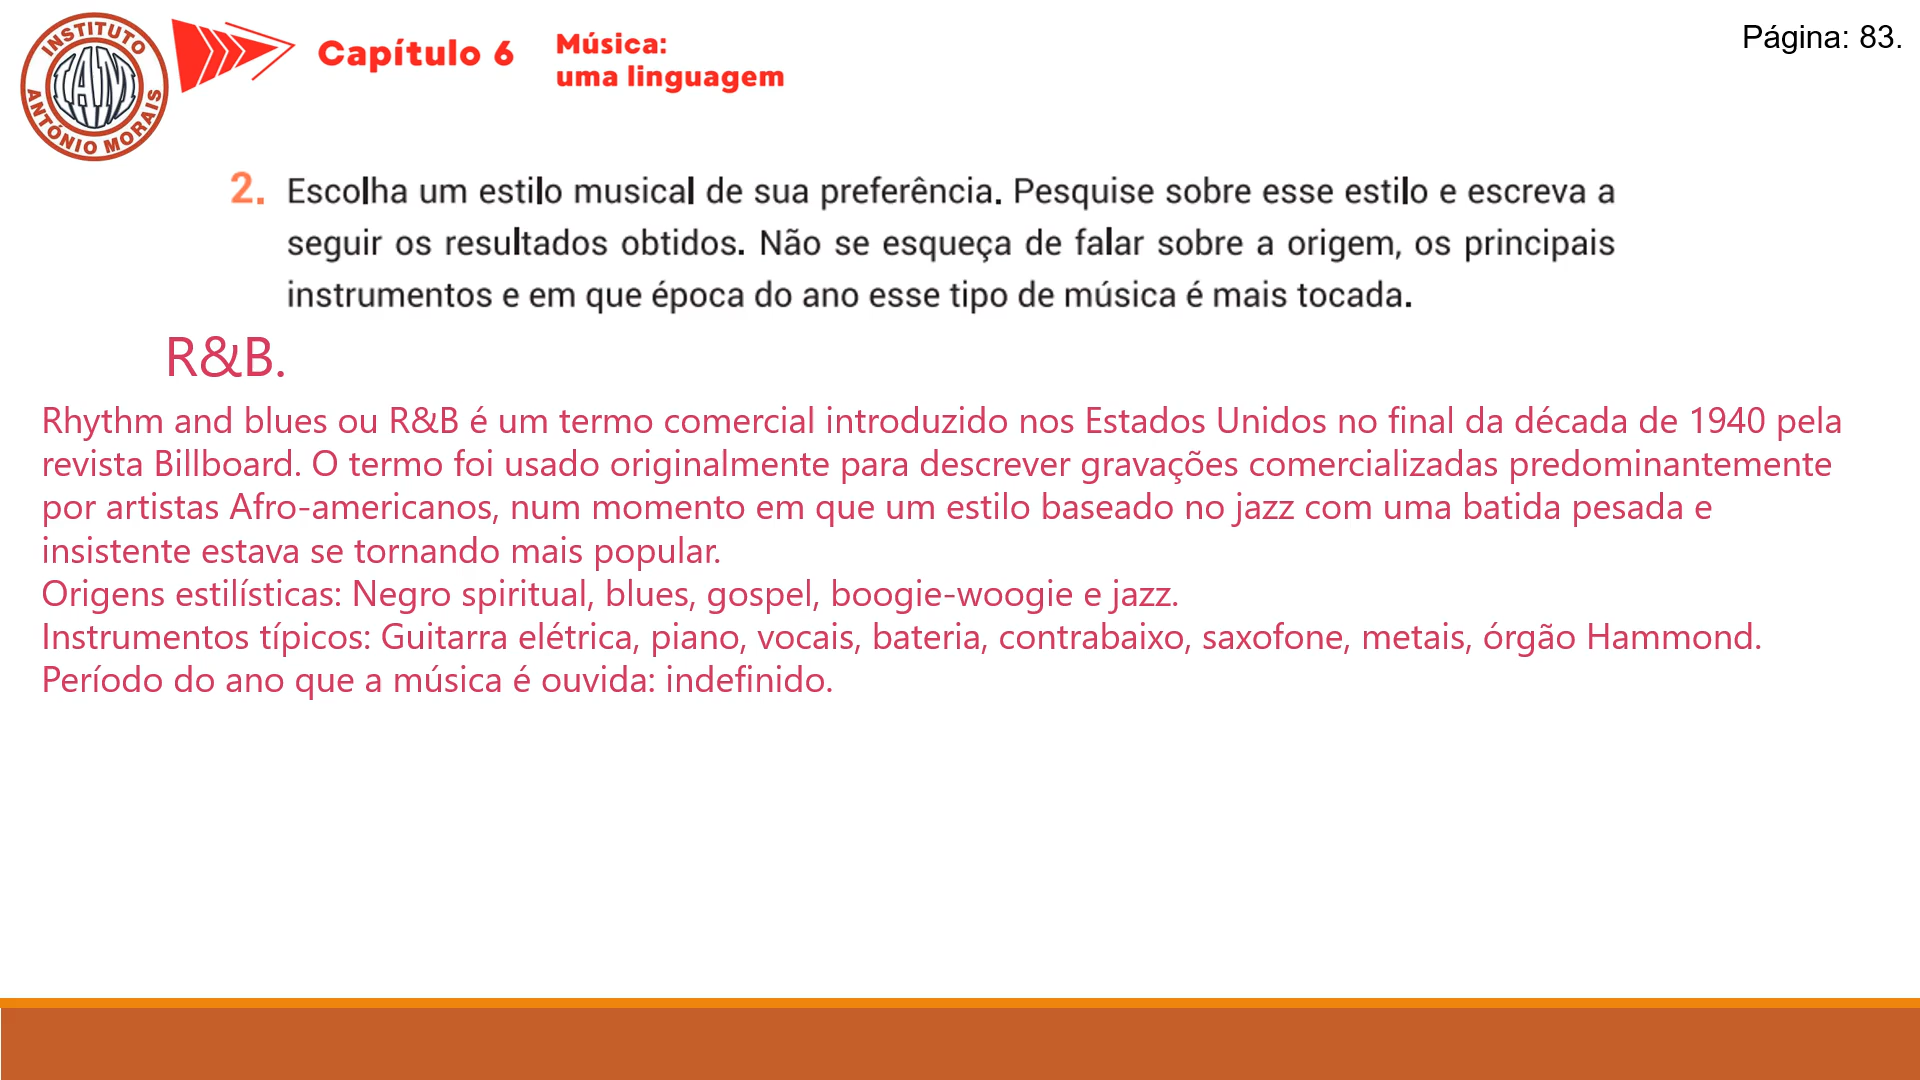 INSTITUTO
IAM
ANTÓNIO MORAIS
Capítulo 6
Música:
uma linguagem
Página: 83.
2. Escolha um estilo musical de sua preferência. Pesquise sobre esse estilo e escreva a
seguir os resultados obtidos. Não se esqueça de falar sobre a origem, os principais
instrumentos e em que época do ano esse tipo de música é mais tocada.
R&B.
Rhythm and blues ou R&B é um termo comercial introduzido nos Estados Unidos no final da década de 1940 pela
revista Billboard. O termo foi usado originalmente para descrever gravações comercializadas predominantemente
por artistas Afro-americanos, num momento em que um estilo baseado no jazz com uma batida pesada e
insistente estava se tornando mais popular.
Origens estilísticas: Negro spiritual, blues, gospel, boogie-woogie e jazz.
Instrumentos típicos: Guitarra elétrica, piano, vocais, bateria, contrabaixo, saxofone, metais, órgão Hammond.
Período do ano que a música é ouvida: indefinido.